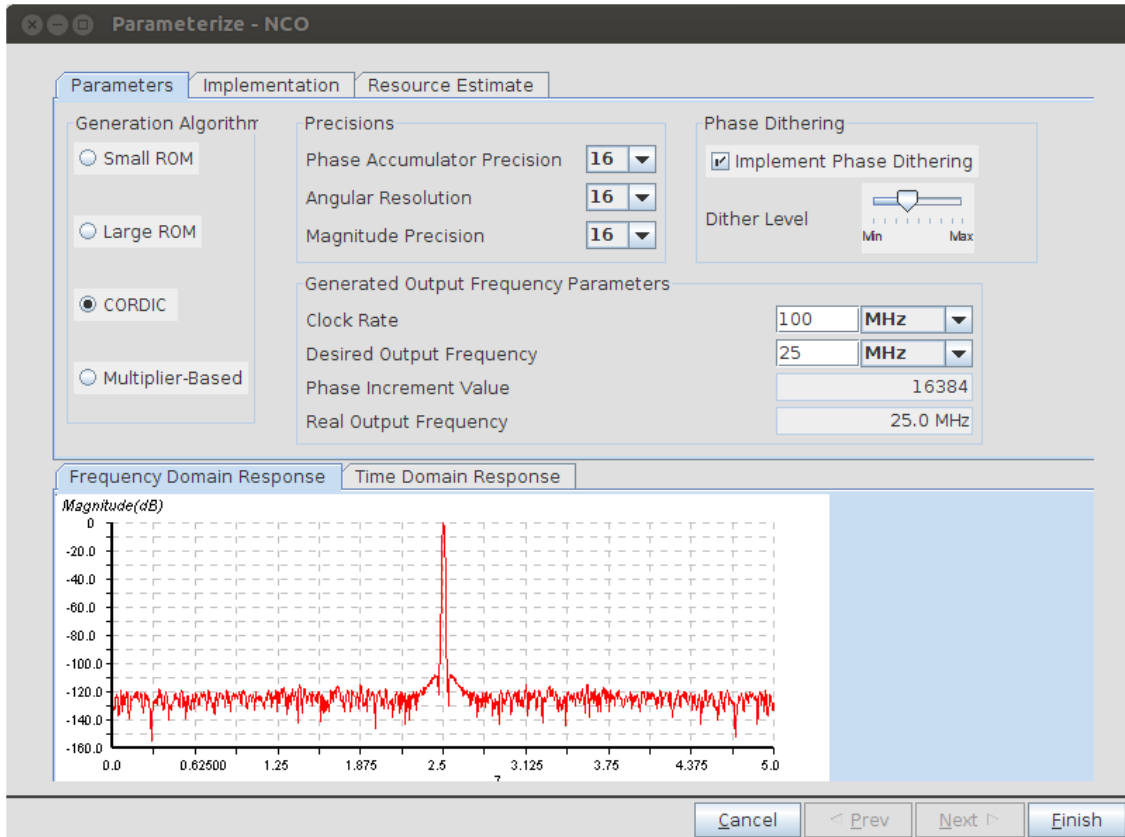 Parameterize - NCO
Parameters Implementation Resource Estimate
Generation Algorithm
Small ROM
Large ROM
CORDIC
Multiplier-Based
Precisions
Phase Accumulator Precision 16
Angular Resolution 16
Magnitude Precision 16
Phase Dithering
Implement Phase Dithering
Dither Level
Min Max
Generated Output Frequency Parameters
Clock Rate 100 MHz
Desired Output Frequency 25 MHz
Phase Increment Value 16384
Real Output Frequency 25.0 MHz
Frequency Domain Response Time Domain Response
Magnitude(dB)
0
-20.0
-40.0
-60.0
-80.0
-100.0
-120.0
-140.0
-160.0
0.0 0.62500 1.25 1.875 2.5 3.125 3.75 4.375 5.0
Cancel Prev Next Finish